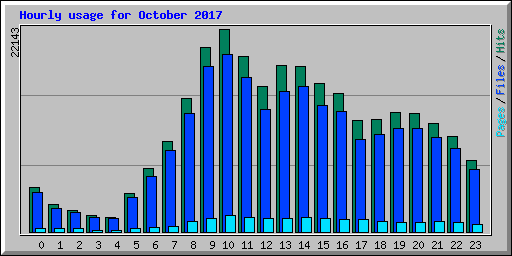 Hourly usage for October 2017
22143
Pages/Files/Hits
0 1 2 3 4 5 6 7 8 9 10 11 12 13 14 15 16 17 18 19 20 21 22 23